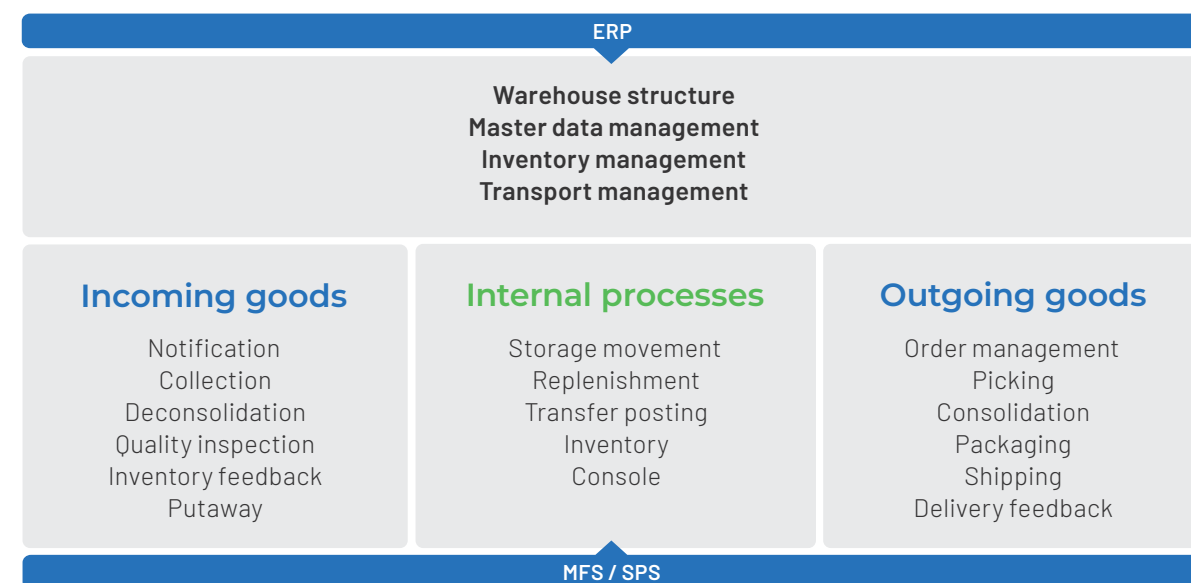 ERP
Warehouse structure
Master data management
Inventory management
Transport management
Incoming goods
Notification
Collection
Deconsolidation
Quality inspection
Inventory feedback
Putaway
Internal processes
Storage movement
Replenishment
Transfer posting
Inventory
Console
Outgoing goods
Order management
Picking
Consolidation
Packaging
Shipping
Delivery feedback
MFS / SPS